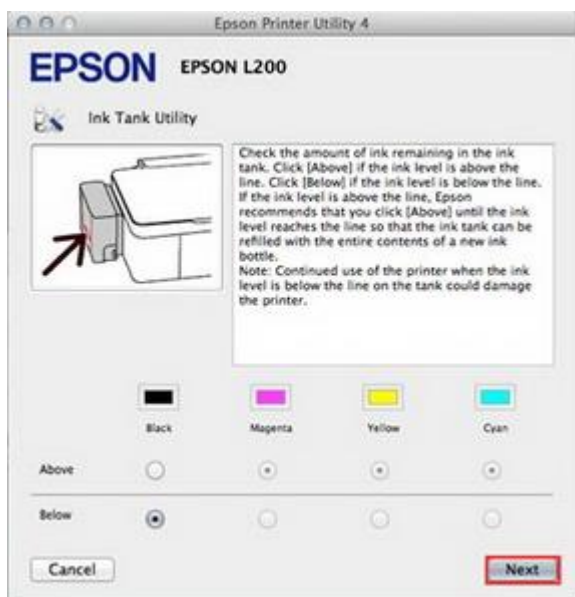 Epson Printer Utility 4
EPSON EPSON L200
Ink Tank Utility
Check the amount of ink remaining in the ink
tank. Click [Above] if the ink level is above the
line. Click [Below] if the ink level is below the line.
If the ink level is above the line, Epson
recommends that you click [Above] until the ink
level reaches the line so that the ink tank can be
refilled with the entire contents of a new ink
bottle.
Note: Continued use of the printer when the ink
level is below the line on the tank could damage
the printer.
Black Magenta Yellow Cyan
Above
Below
Cancel Next